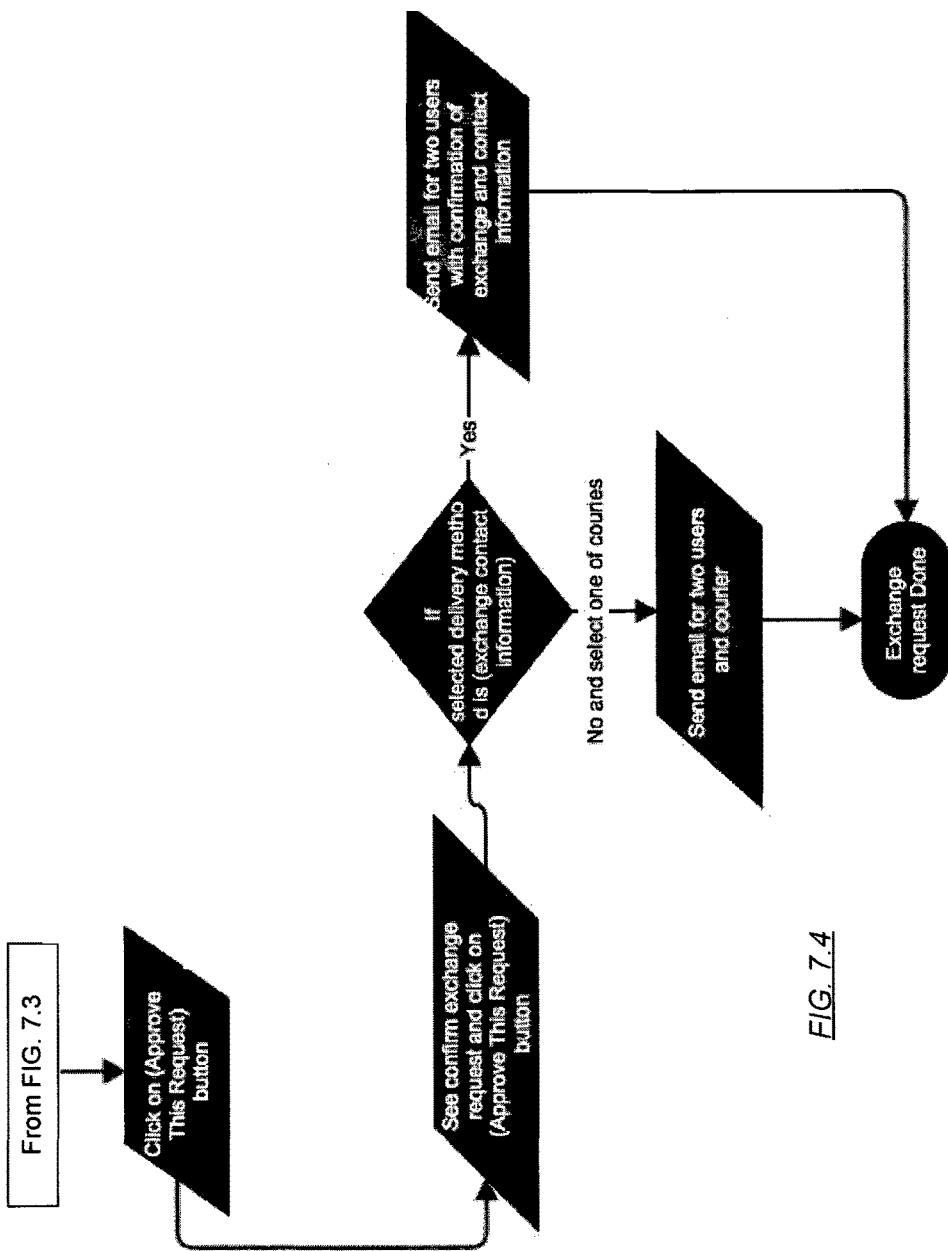 From FIG. 7.3
Click on (Approve
This Request)
button
See confirm exchange
request and click on
(Approve This Request)
button
If
selected delivery metho
d is (exchange contact
information)
Yes
Send email for two users
with confirmation of
exchange and contact
information
No and select one of couries
Send email for two users
and courier
Exchange
request Done
FIG. 7.4